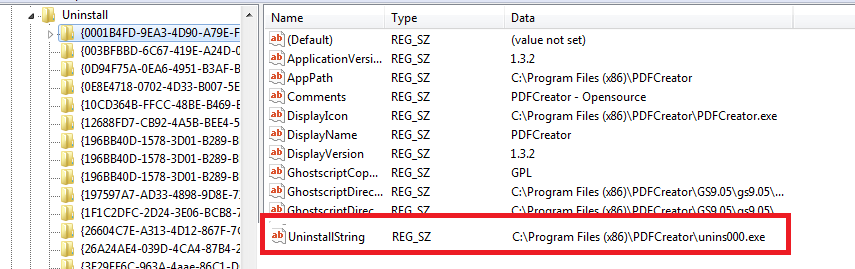 Uninstall
{0001B4FD-9EA3-4D90-A79E-F
{003BFBBD-6C67-419E-A24D-0
{0D94F75A-0EA6-4951-B3AF-B
{0E8E4718-0702-4D33-B007-5E
{10CD364B-FFCC-48BE-B469-E
{12688FD7-CB92-4A5B-BEE4-5
{196BB40D-1578-3D01-B289-B
{196BB40D-1578-3D01-B289-B
{196BB40D-1578-3D01-B289-B
{197597A7-AD33-4898-9D8E-7
{1F1C2DFC-2D24-3E06-BCB8-7
{26604C7E-A313-4D12-867F-7C
{26A24AE4-039D-4CA4-87B4-2
{3F29FF6C-963A-4aae-86C1-D
Name Type Data
(Default) REG_SZ (value not set)
ApplicationVersi... REG_SZ 1.3.2
AppPath REG_SZ C:\Program Files (x86)\PDFCreator
Comments REG_SZ PDFCreator - Opensource
DisplayIcon REG_SZ C:\Program Files (x86)\PDFCreator\PDFCreator.exe
DisplayName REG_SZ PDFCreator
DisplayVersion REG_SZ 1.3.2
GhostscriptCop... REG_SZ GPL
GhostscriptDirec... REG_SZ C:\Program Files (x86)\PDFCreator\GS9.05\gs9.05\...
GhostscriptDirec... REG_SZ C:\Program Files (x86)\PDFCreator\GS9.05\gs9.05\...
UninstallString REG_SZ C:\Program Files (x86)\PDFCreator\unins000.exe